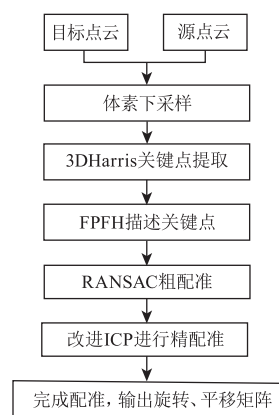 目标点云
源点云
体素下采样
3DHarris关键点提取
FPFH描述关键点
RANSAC粗配准
改进ICP进行精配准
完成配准,输出旋转、平移矩阵